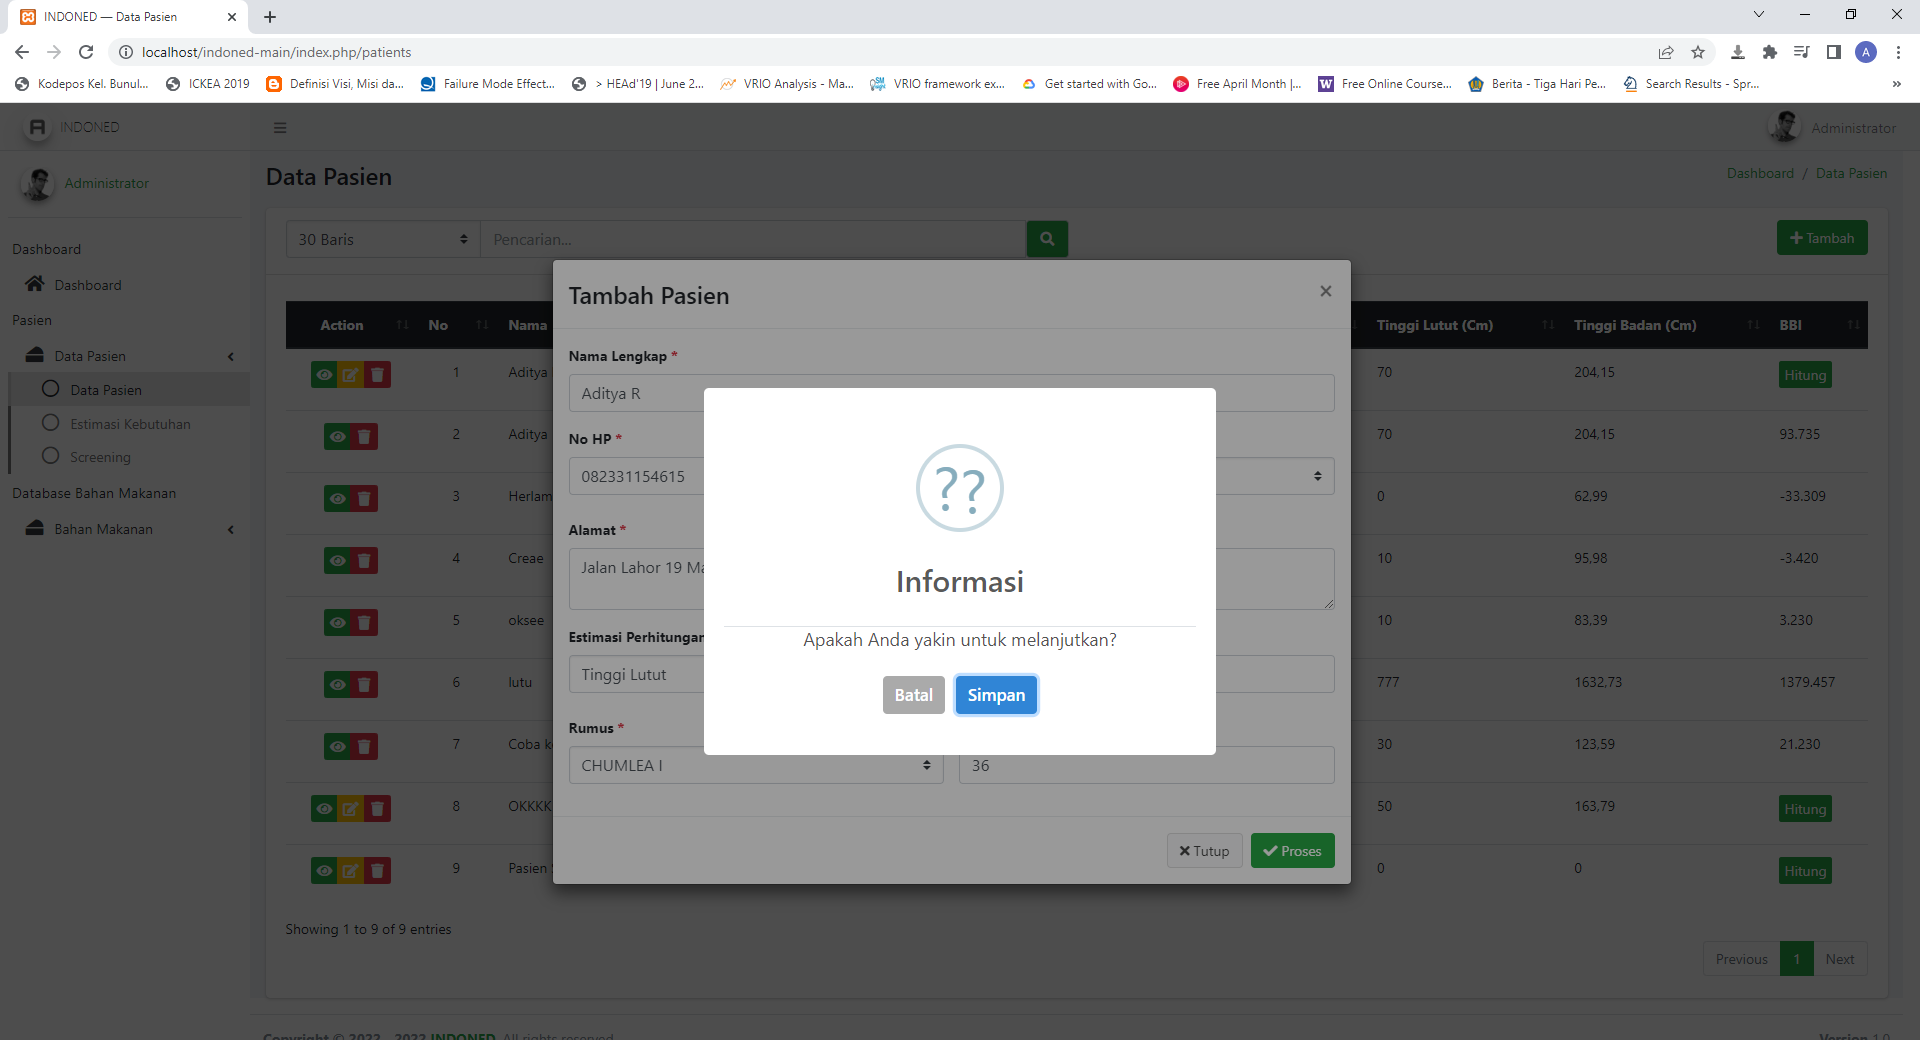 INDONED — Data Pasien
localhost/indoned-main/index.php/patients
A
Kodepos Kel. Bunul...
ICKEA 2019
Definisi Visi, Misi da...
Failure Mode Effect...
> HEAd'19 | June 2...
VRIO Analysis - Ma...
VRIO framework ex...
Get started with Go...
Free April Month |...
W
Free Online Course...
Berita - Tiga Hari Pe...
Search Results - Spr...
»
INDONED
Administrator
Administrator
Data Pasien
Dashboard / Data Pasien
30 Baris
Pencarian...
Tambah
Dashboard
Dashboard
Pasien
Data Pasien
Data Pasien
Estimasi Kebutuhan
Screening
Database Bahan Makanan
Bahan Makanan
Action No Nama Tinggi Lutut (Cm) Tinggi Badan (Cm) BBI
1 Aditya 70 204,15 Hitung
2 Aditya 70 204,15 93.735
3 Herlam 0 62,99 -33.309
4 Creae 10 95,98 -3.420
5 oksee 10 83,39 3.230
6 lutu 777 1632,73 1379.457
7 Coba k 30 123,59 21.230
8 OKKKK 50 163,79 Hitung
9 Pasien 0 0 Hitung
Showing 1 to 9 of 9 entries
Previous 1 Next
Tambah Pasien
×
Nama Lengkap *
Aditya R
No HP *
082331154615
Alamat *
Jalan Lahor 19 Ma
Estimasi Perhitungan
Tinggi Lutut
Rumus *
CHUMLEA I
36
Tutup
Proses
??
Informasi
Apakah Anda yakin untuk melanjutkan?
Batal
Simpan
INDONED. All rights reserved